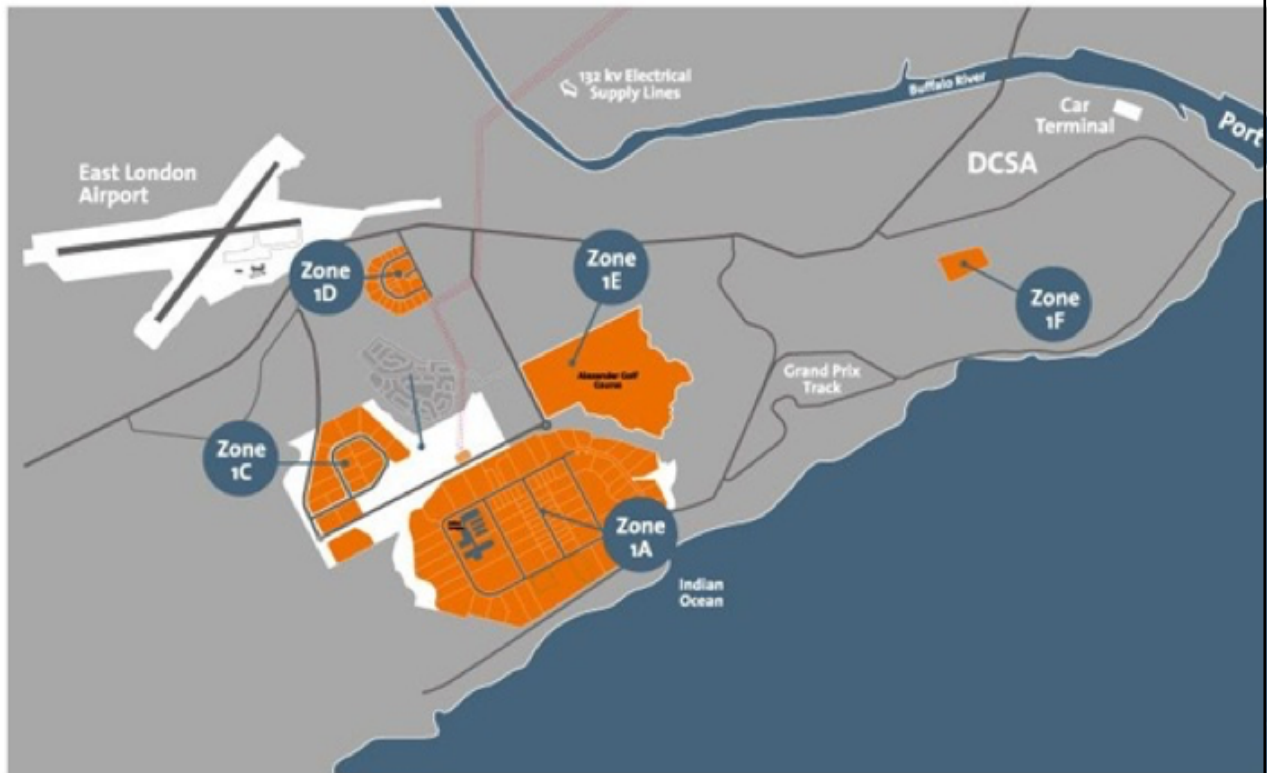 132 kv Electrical
Supply Lines
Buffalo River
Car
Terminal
Port
DCSA
East London
Airport
Zone
1D
Zone
1E
Zone
1F
Alexander Golf
Course
Grand Prix
Track
Zone
1C
Zone
1A
Indian
Ocean